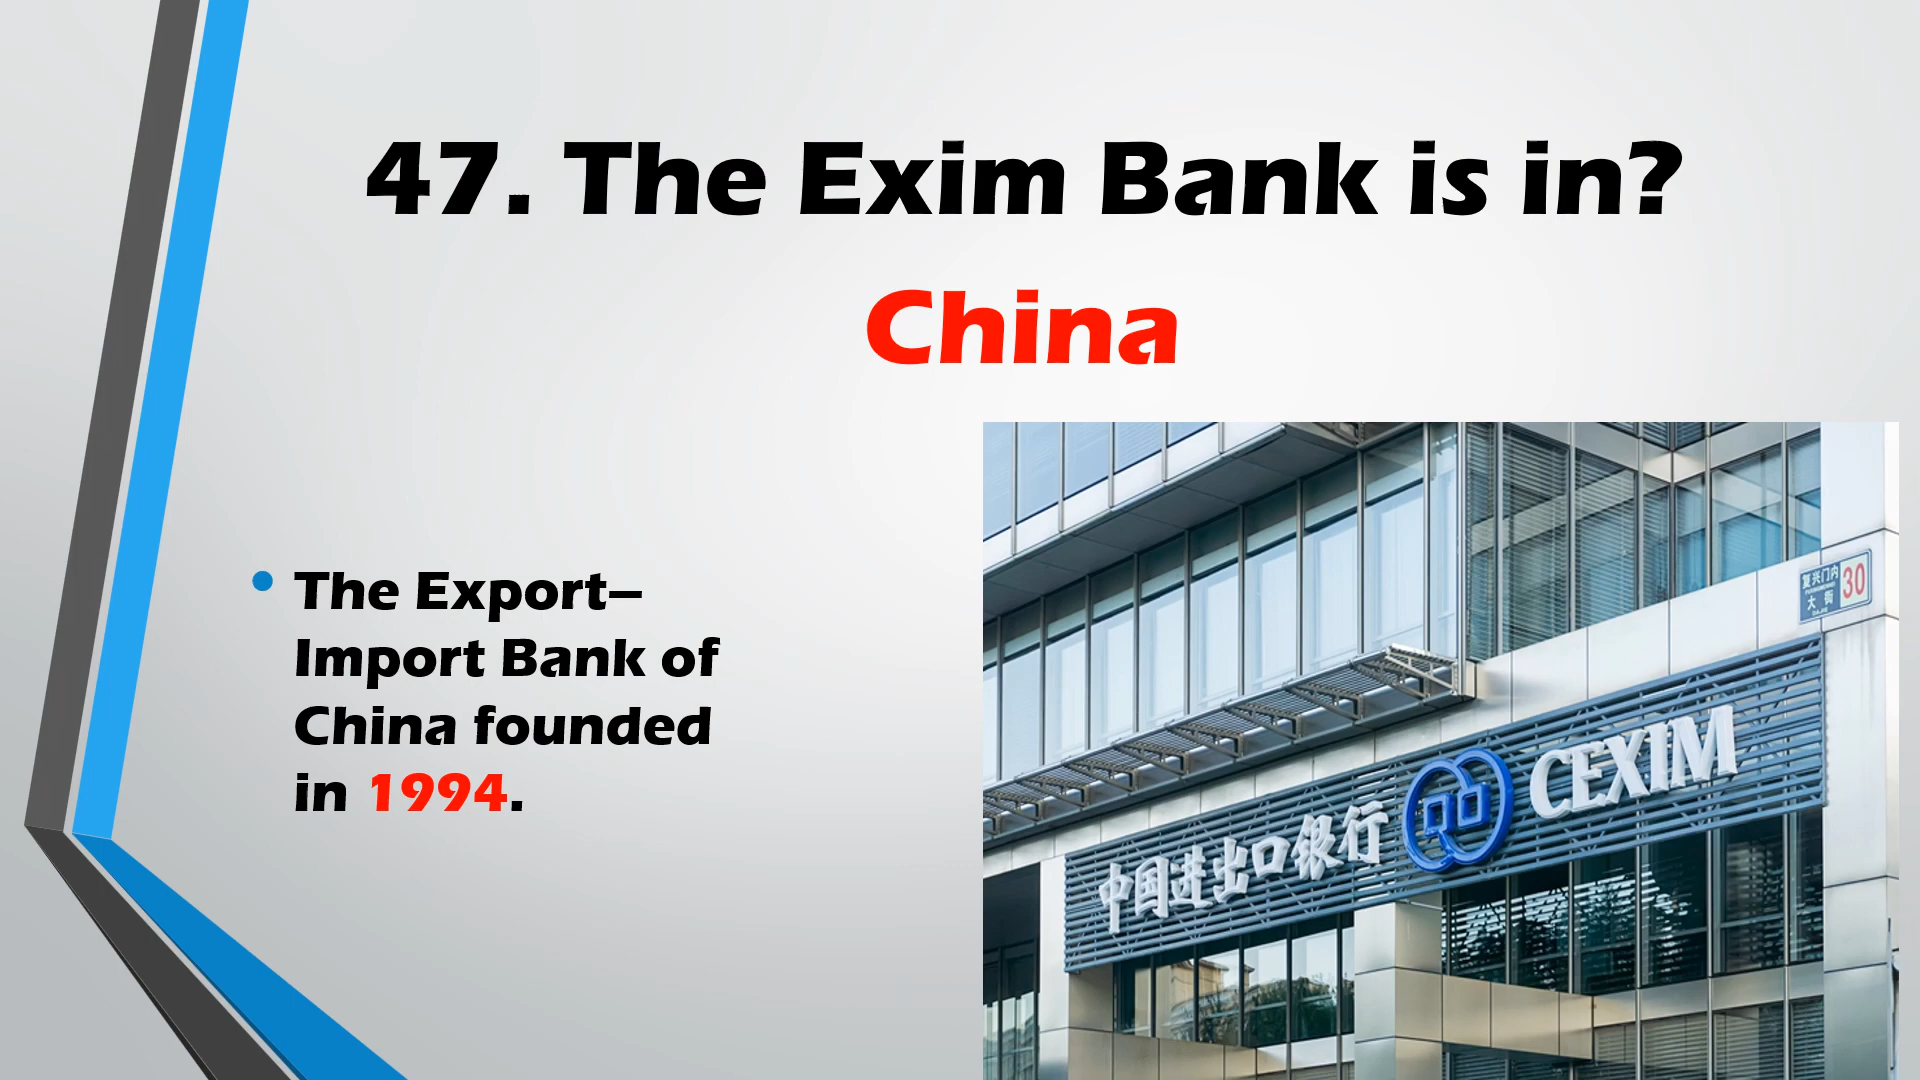 47. The Exim Bank is in?
China
The Export–
Import Bank of
China founded
in 1994.
复兴门内
大街
30
中国进出口银行 CEXIM